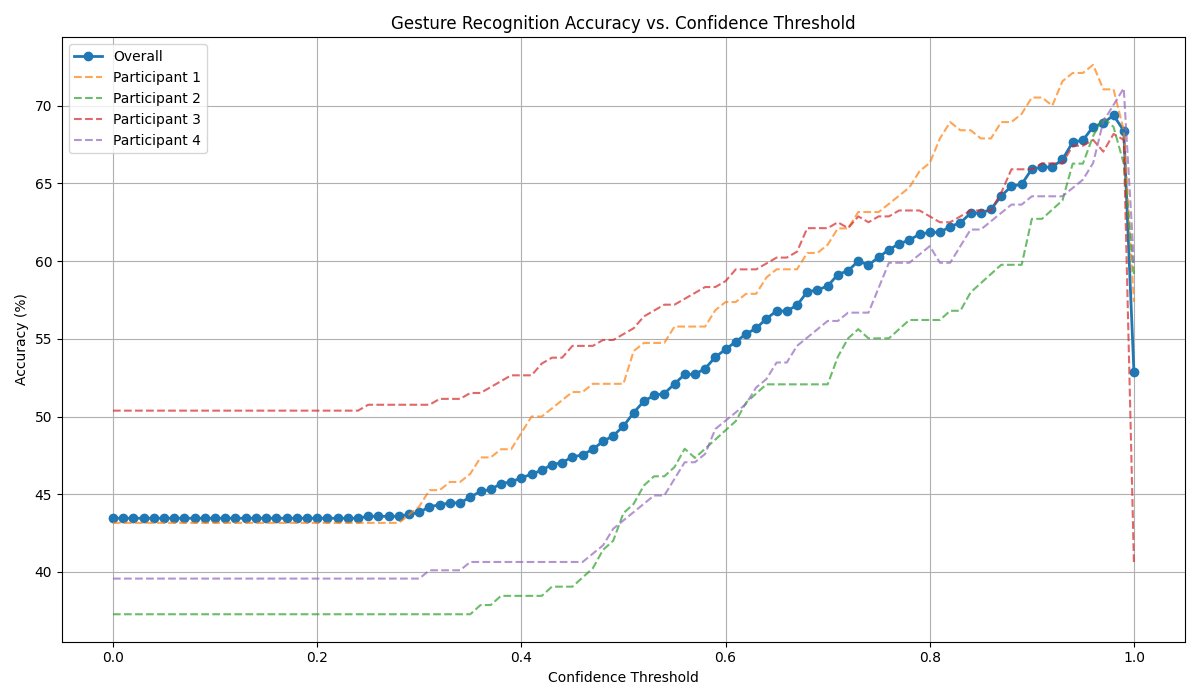 Gesture Recognition Accuracy vs. Confidence Threshold
Overall
Participant 1
Participant 2
Participant 3
Participant 4
Accuracy (%)
70
65
60
55
50
45
40
0.0 0.2 0.4 0.6 0.8 1.0
Confidence Threshold